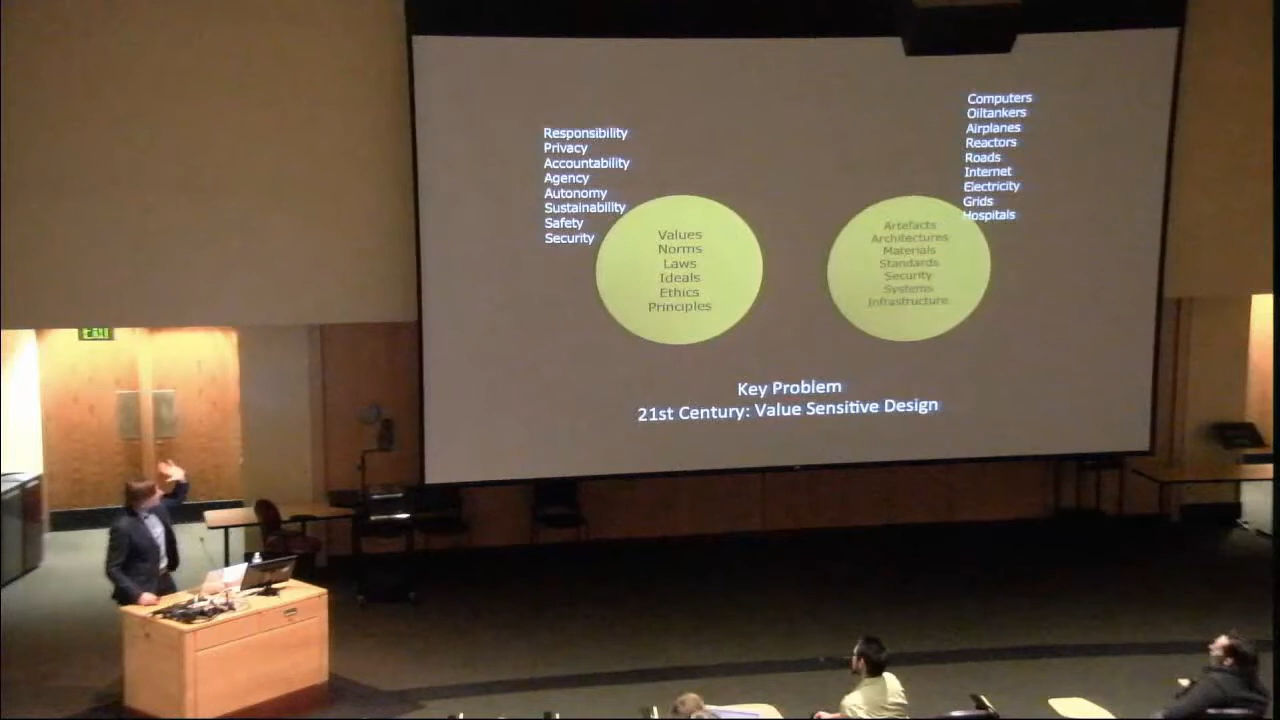 Responsibility
Privacy
Accountability
Agency
Autonomy
Sustainability
Safety
Security
Values
Norms
Laws
Ideals
Ethics
Principles
Computers
Oiltankers
Airplanes
Reactors
Roads
Internet
Electricity
Grids
Hospitals
Artefacts
Architectures
Materials
Standards
Security
Systems
Infrastructure
Key Problem
21st Century: Value Sensitive Design
EXIT